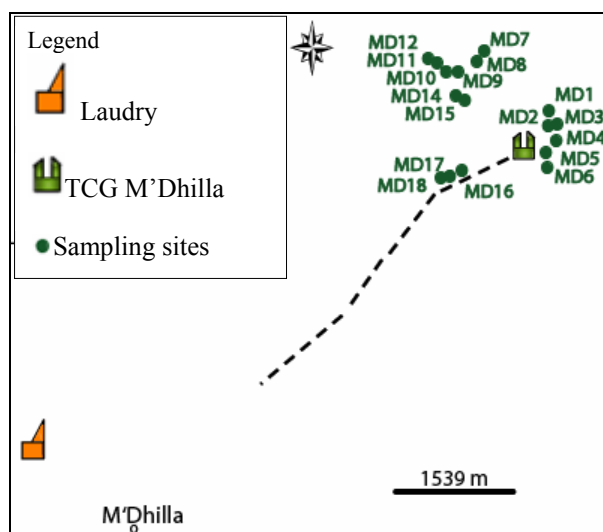 Legend
Laudry
TCG M'Dhilla
Sampling sites
MD7
MD12
MD11
MD8
MD10
MD9
MD14
MD15
MD1
MD2
MD3
MD4
MD5
MD6
MD17
MD18
MD16
1539 m
M'Dhilla